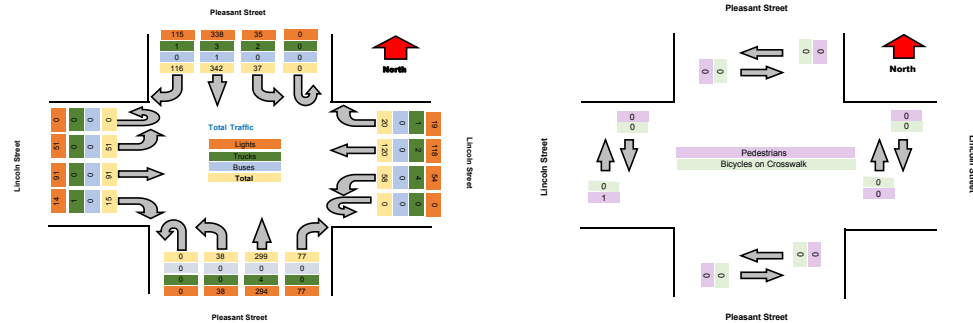 Pleasant Street
115 338 35 0
1 3 2 0
0 1 0 0
116 342 37 0
North
Lincoln Street
0 0 0 0
51 0 0 51
91 0 0 91
14 1 0 15
Total Traffic
Lights
Trucks
Buses
Total
20 0 1 19
120 0 2 118
58 0 4 54
0 0 0 0
Lincoln Street
0 38 299 77
0 0 0 0
0 0 4 0
0 38 294 77
Pleasant Street
Pleasant Street
0 0
0 0
North
Lincoln Street
0
0
0
1
Pedestrians
Bicycles on Crosswalk
0
0
0
0
Lincoln Street
0 0
0 0
Pleasant Street